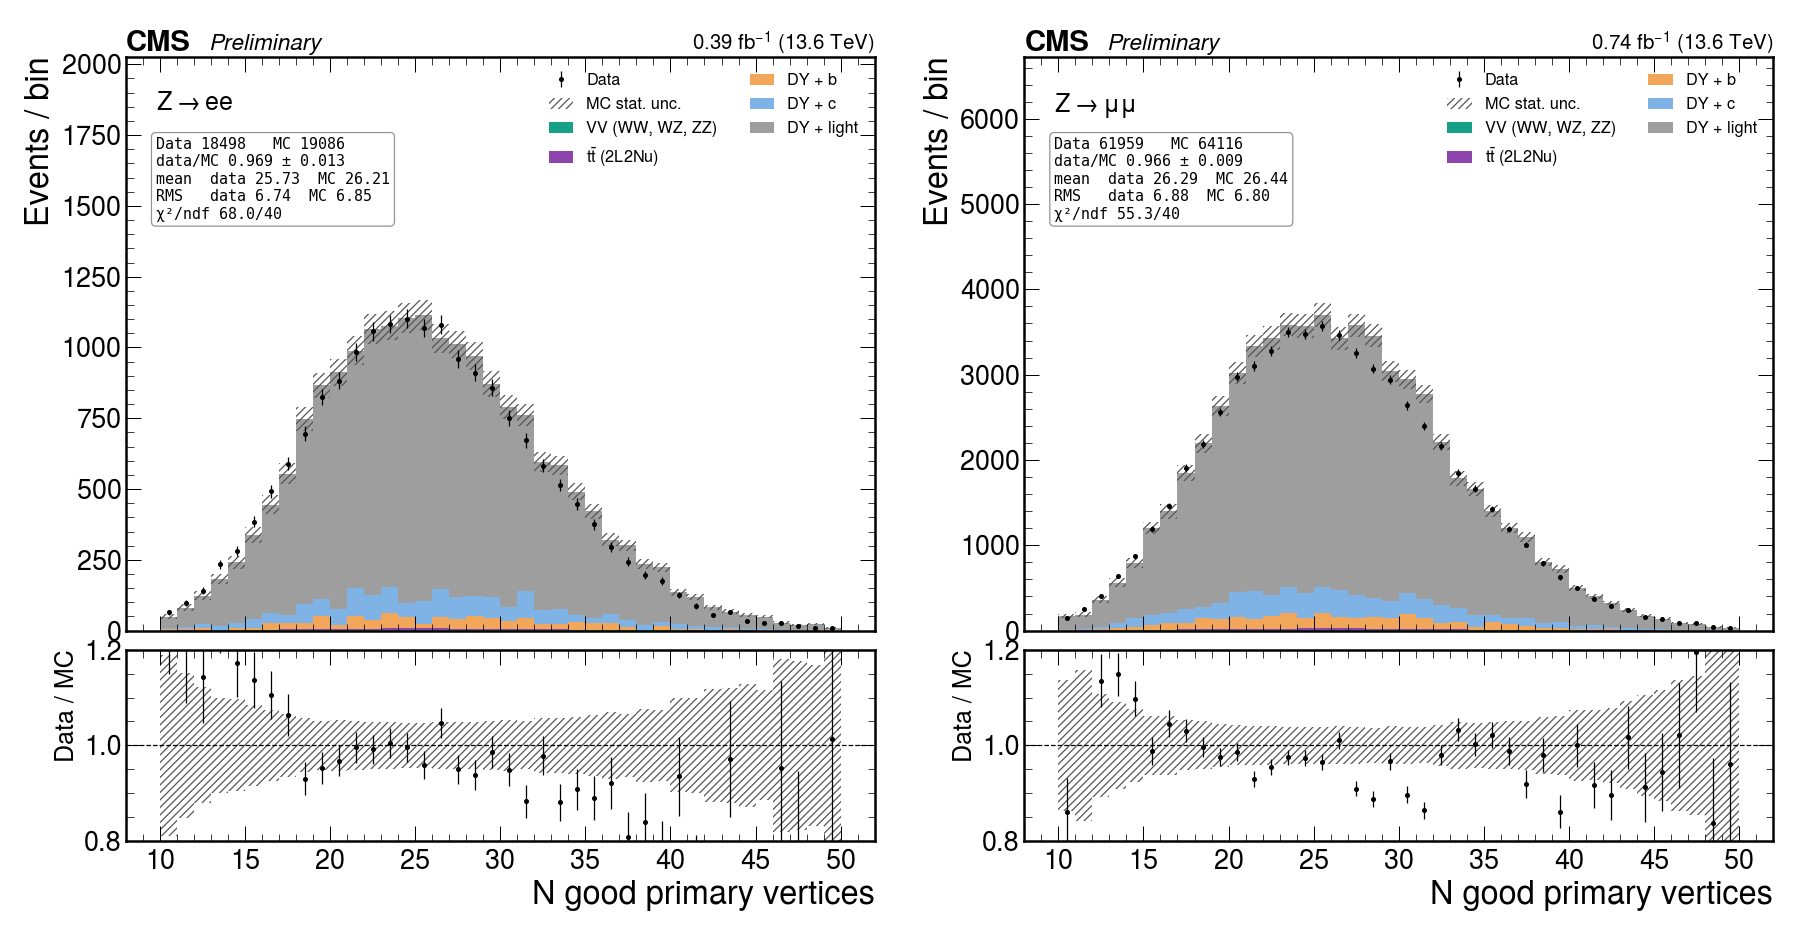 CMS Preliminary 0.39 fb⁻¹ (13.6 TeV)
Events / bin
2000
1750
1500
1250
1000
750
500
250
0
Z → ee
Data 18498   MC 19086
data/MC 0.969 ± 0.013
mean  data 25.73  MC 26.21
RMS   data 6.74  MC 6.85
χ²/ndf 68.0/40
Data
MC stat. unc.
VV (WW, WZ, ZZ)
tt̄ (2L2Nu)
DY + b
DY + c
DY + light
Data / MC
1.2
1.0
0.8
10 15 20 25 30 35 40 45 50
N good primary vertices
CMS Preliminary 0.74 fb⁻¹ (13.6 TeV)
Events / bin
6000
5000
4000
3000
2000
1000
0
Z → μμ
Data 61959   MC 64116
data/MC 0.966 ± 0.009
mean  data 26.29  MC 26.44
RMS   data 6.88  MC 6.80
χ²/ndf 55.3/40
Data
MC stat. unc.
VV (WW, WZ, ZZ)
tt̄ (2L2Nu)
DY + b
DY + c
DY + light
Data / MC
1.2
1.0
0.8
10 15 20 25 30 35 40 45 50
N good primary vertices